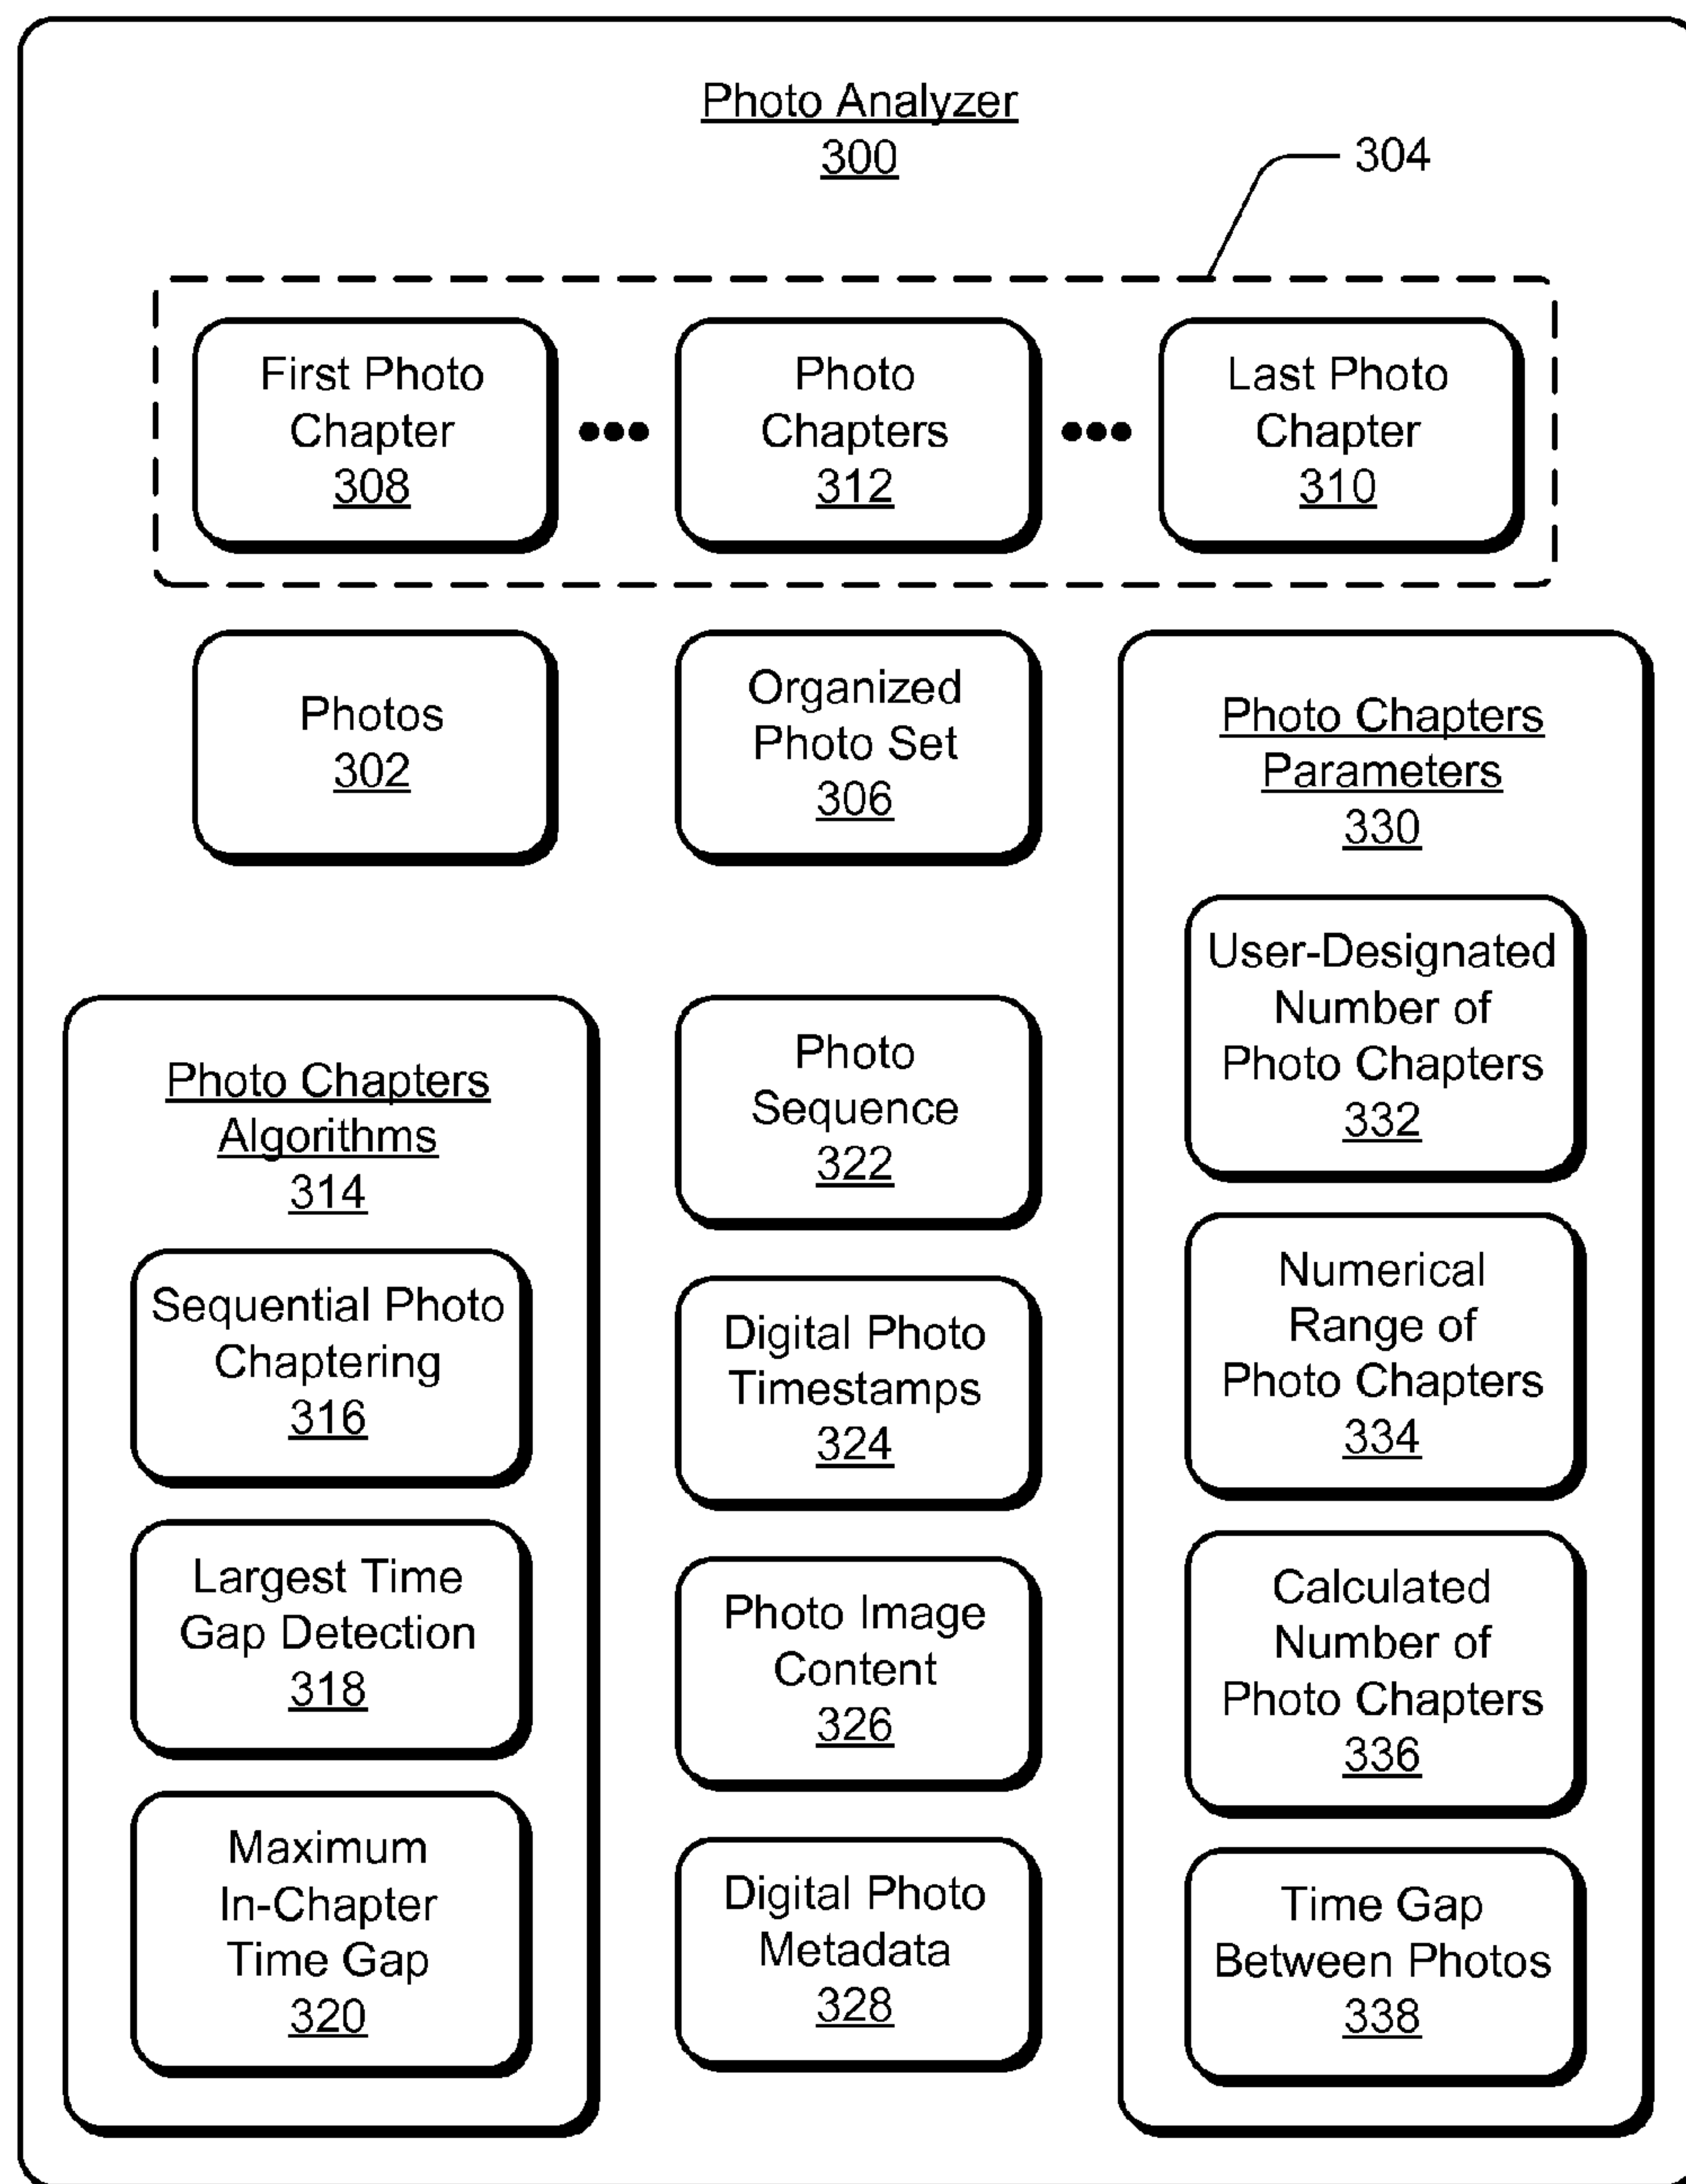 Photo Analyzer
300
304
First Photo
Chapter
308
Photo
Chapters
312
Last Photo
Chapter
310
Photos
302
Organized
Photo Set
306
Photo Chapters
Parameters
330
User-Designated
Number of
Photo Chapters
332
Numerical
Range of
Photo Chapters
334
Calculated
Number of
Photo Chapters
336
Time Gap
Between Photos
338
Photo Chapters
Algorithms
314
Sequential Photo
Chaptering
316
Largest Time
Gap Detection
318
Maximum
In-Chapter
Time Gap
320
Photo
Sequence
322
Digital Photo
Timestamps
324
Photo Image
Content
326
Digital Photo
Metadata
328